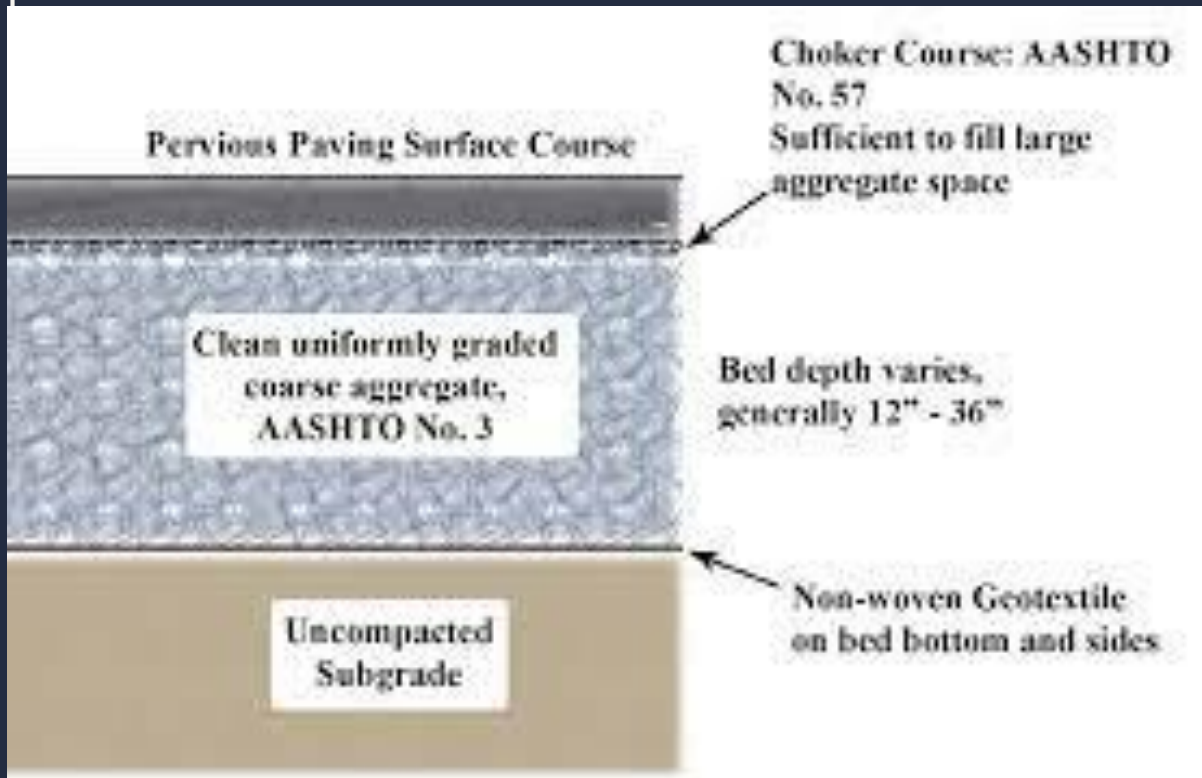 Choker Course: AASHTO
No. 57
Sufficient to fill large
aggregate space
Pervious Paving Surface Course
Clean uniformly graded
coarse aggregate,
AASHTO No. 3
Bed depth varies,
generally 12” - 36”
Non-woven Geotextile
on bed bottom and sides
Uncompacted
Subgrade